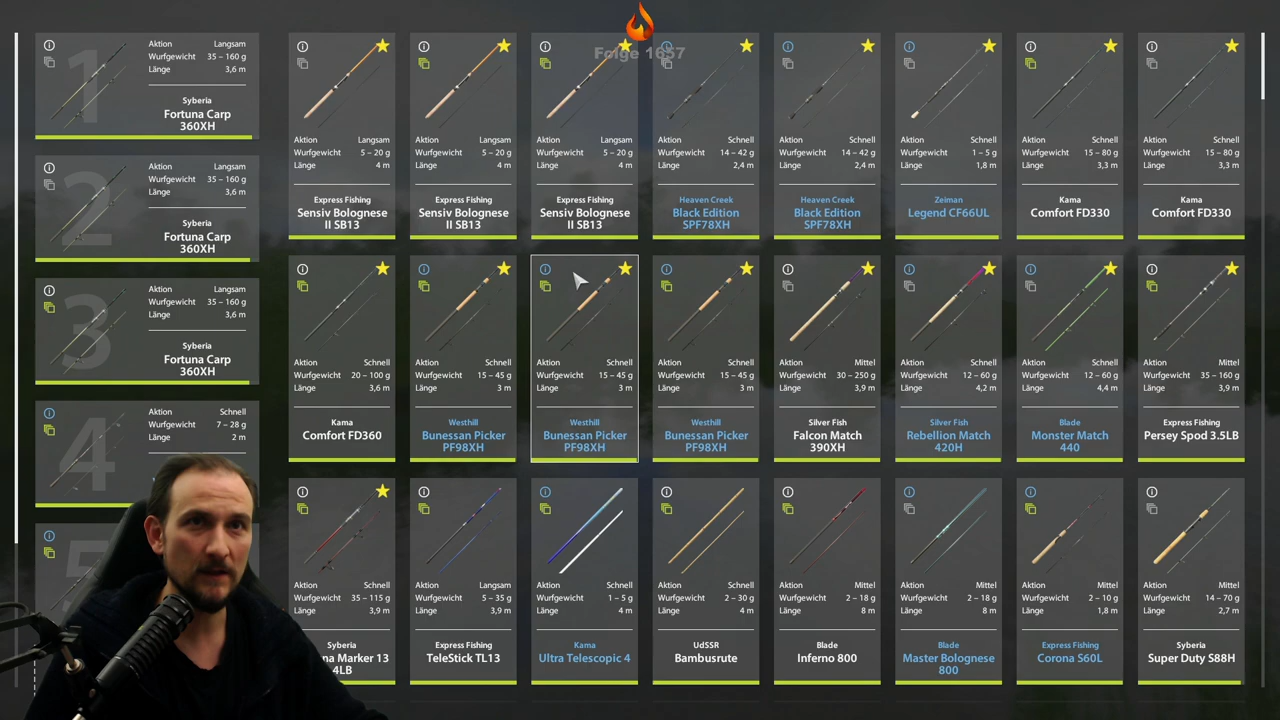 Folge 1657
1
Aktion Langsam
Wurfgewicht 35 – 160 g
Länge 3,6 m
Syberia
Fortuna Carp
360XH
2
Aktion Langsam
Wurfgewicht 35 – 160 g
Länge 3,6 m
Syberia
Fortuna Carp
360XH
3
Aktion Langsam
Wurfgewicht 35 – 160 g
Länge 3,6 m
Syberia
Fortuna Carp
360XH
4
Aktion Schnell
Wurfgewicht 7 – 28 g
Länge 2 m
5
Aktion Langsam
Wurfgewicht 5 – 20 g
Länge 4 m
Express Fishing
Sensiv Bolognese
II SB13
Aktion Langsam
Wurfgewicht 5 – 20 g
Länge 4 m
Express Fishing
Sensiv Bolognese
II SB13
Aktion Langsam
Wurfgewicht 5 – 20 g
Länge 4 m
Express Fishing
Sensiv Bolognese
II SB13
Aktion Schnell
Wurfgewicht 14 – 42 g
Länge 2,4 m
Heaven Creek
Black Edition
SPF78XH
Aktion Schnell
Wurfgewicht 14 – 42 g
Länge 2,4 m
Heaven Creek
Black Edition
SPF78XH
Aktion Schnell
Wurfgewicht 1 – 5 g
Länge 1,8 m
Zeiman
Legend CF66UL
Aktion Schnell
Wurfgewicht 15 – 80 g
Länge 3,3 m
Kama
Comfort FD330
Aktion Schnell
Wurfgewicht 15 – 80 g
Länge 3,3 m
Kama
Comfort FD330
Aktion Schnell
Wurfgewicht 20 – 100 g
Länge 3,6 m
Kama
Comfort FD360
Aktion Schnell
Wurfgewicht 15 – 45 g
Länge 3 m
Westhill
Bunessan Picker
PF98XH
Aktion Schnell
Wurfgewicht 15 – 45 g
Länge 3 m
Westhill
Bunessan Picker
PF98XH
Aktion Schnell
Wurfgewicht 15 – 45 g
Länge 3 m
Westhill
Bunessan Picker
PF98XH
Aktion Mittel
Wurfgewicht 30 – 250 g
Länge 3,9 m
Silver Fish
Falcon Match
390XH
Aktion Schnell
Wurfgewicht 12 – 60 g
Länge 4,2 m
Silver Fish
Rebellion Match
420H
Aktion Schnell
Wurfgewicht 12 – 60 g
Länge 4,4 m
Blade
Monster Match
440
Aktion Mittel
Wurfgewicht 35 – 160 g
Länge 3,9 m
Express Fishing
Persey Spod 3.5LB
Aktion Schnell
Wurfgewicht 35 – 115 g
Länge 3,9 m
Syberia
na Marker 13
4LB
Aktion Langsam
Wurfgewicht 5 – 35 g
Länge 3,9 m
Express Fishing
TeleStick TL13
Aktion Schnell
Wurfgewicht 1 – 5 g
Länge 4 m
Kama
Ultra Telescopic 4
Aktion Schnell
Wurfgewicht 2 – 30 g
Länge 4 m
UdSSR
Bambusrute
Aktion Mittel
Wurfgewicht 2 – 18 g
Länge 8 m
Blade
Inferno 800
Aktion Mittel
Wurfgewicht 2 – 18 g
Länge 8 m
Blade
Master Bolognese
800
Aktion Mittel
Wurfgewicht 2 – 10 g
Länge 1,8 m
Express Fishing
Corona S60L
Aktion Mittel
Wurfgewicht 14 – 70 g
Länge 2,7 m
Syberia
Super Duty S88H